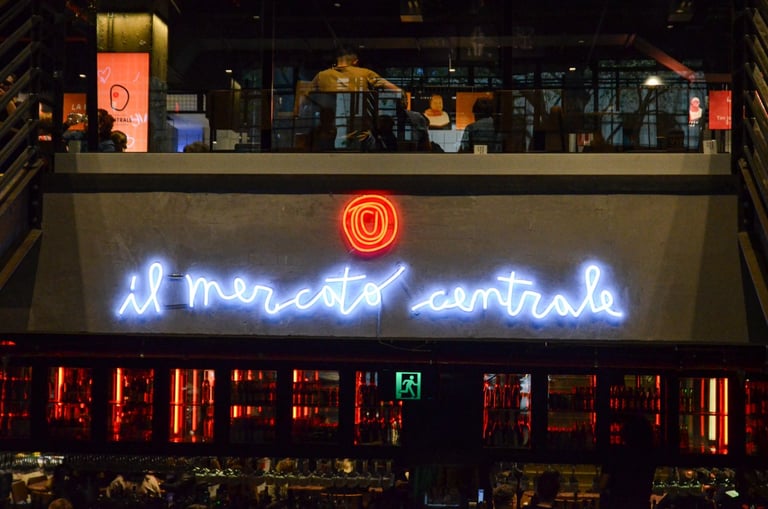 il mercato centrale